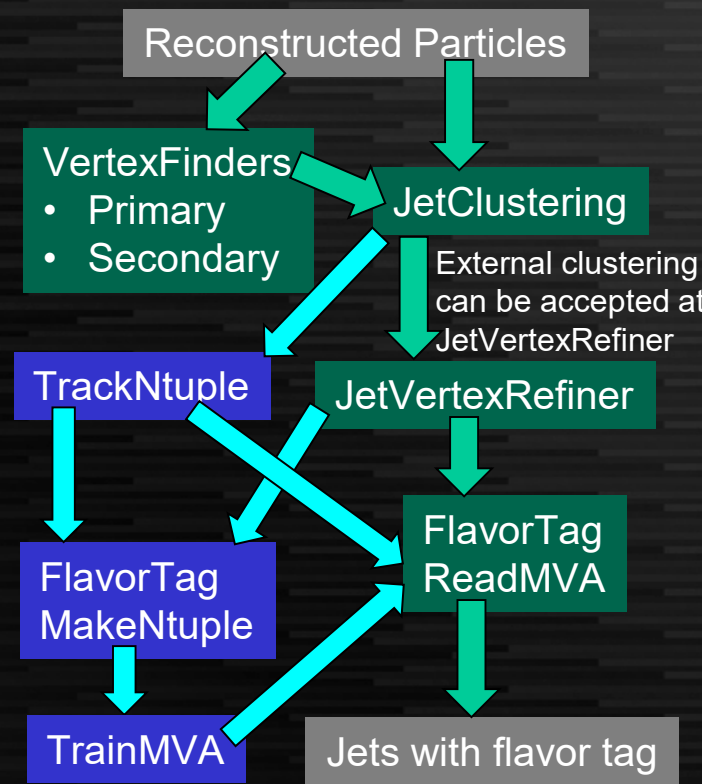 Reconstructed Particles
VertexFinders
• Primary
• Secondary
JetClustering
External clustering
can be accepted at
JetVertexRefiner
TrackNtuple
JetVertexRefiner
FlavorTag
MakeNtuple
FlavorTag
ReadMVA
TrainMVA
Jets with flavor tag